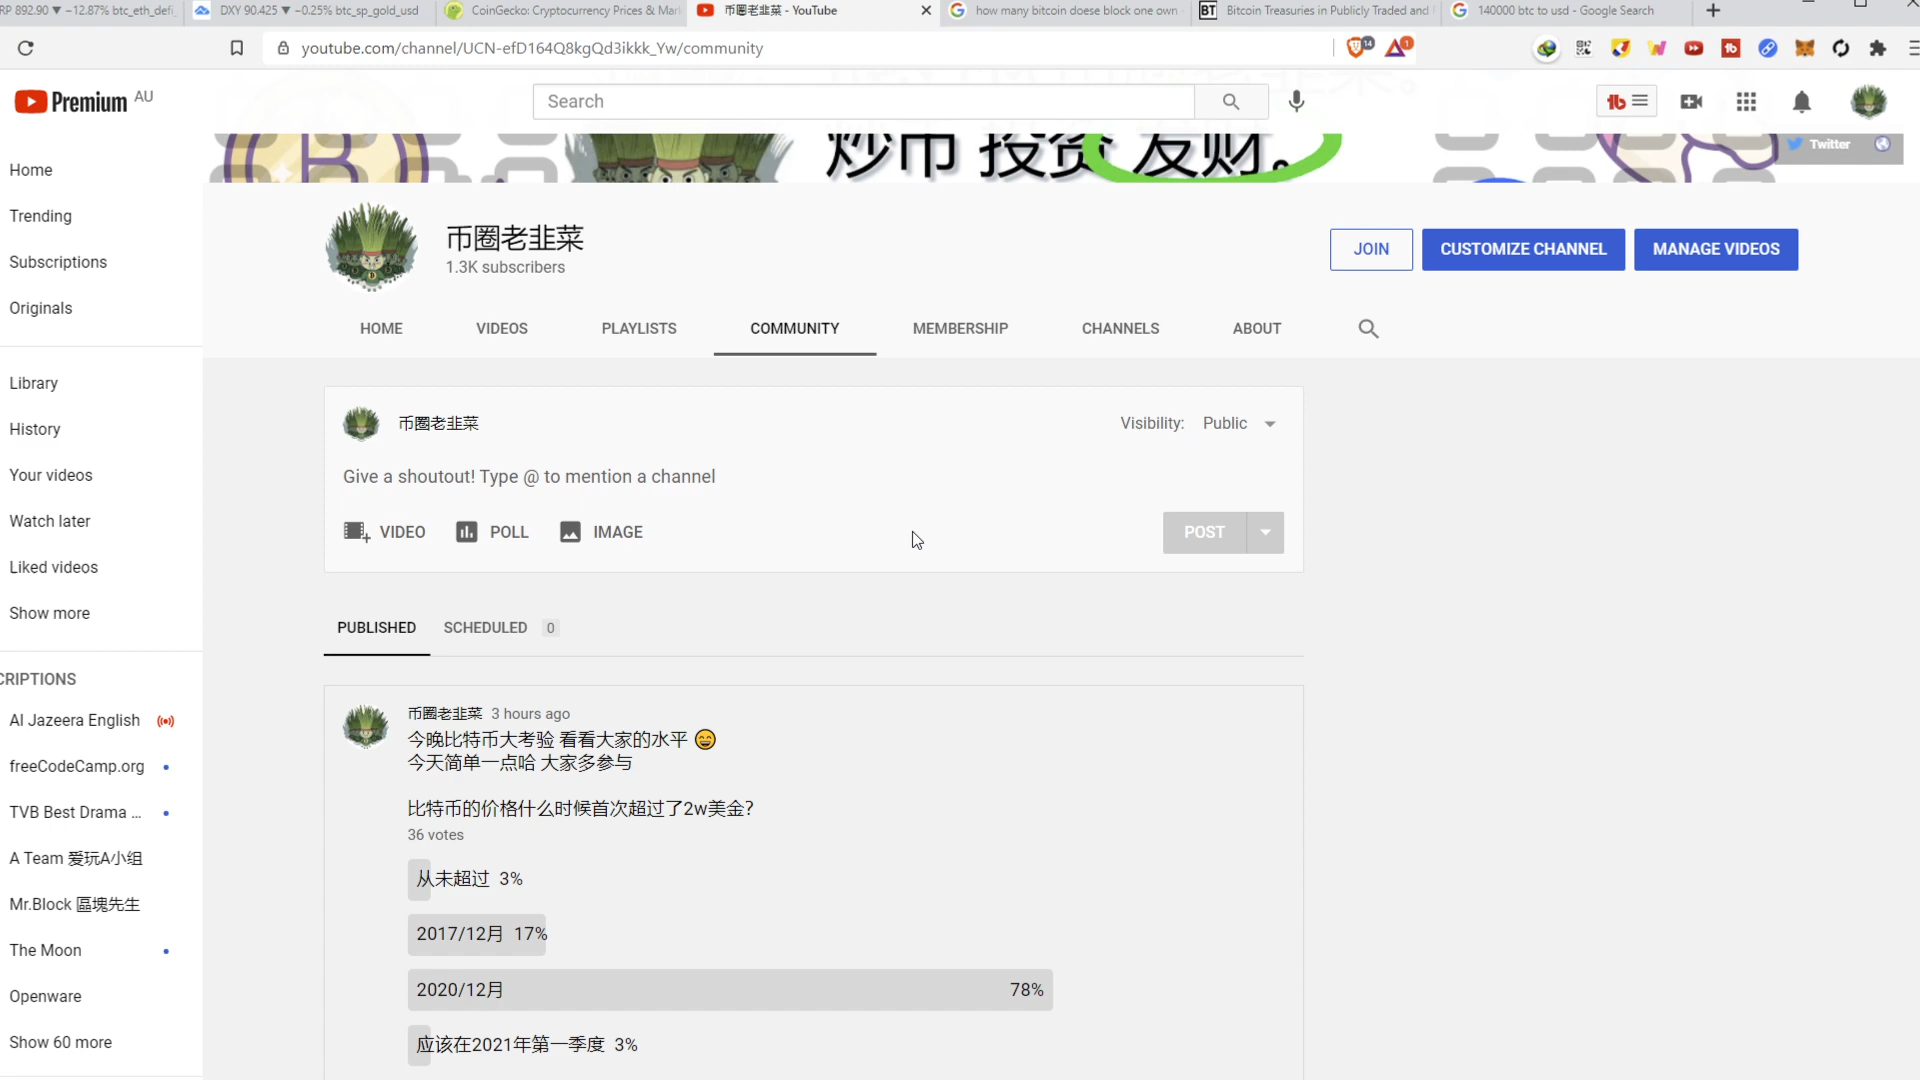 RP 892.90 ▼ −12.87% btc_eth_defi_
DXY 90.425 ▼ −0.25% btc_sp_gold_usd
CoinGecko: Cryptocurrency Prices & Mar
币圈老韭菜 - YouTube
how many bitcoin doese block one own
BT Bitcoin Treasuries in Publicly Traded and
140000 btc to usd - Google Search
youtube.com/channel/UCN-efD164Q8kgQd3ikkk_Yw/community
14
1
Premium AU
Search
炒币 投资 发财。
Twitter
Home
Trending
Subscriptions
Originals
Library
History
Your videos
Watch later
Liked videos
Show more
CRIPTIONS
Al Jazeera English
freeCodeCamp.org
TVB Best Drama ...
A Team 爱玩A小组
Mr.Block 區塊先生
The Moon
Openware
Show 60 more
币圈老韭菜
1.3K subscribers
JOIN
CUSTOMIZE CHANNEL
MANAGE VIDEOS
HOME
VIDEOS
PLAYLISTS
COMMUNITY
MEMBERSHIP
CHANNELS
ABOUT
币圈老韭菜
Visibility: Public
Give a shoutout! Type @ to mention a channel
VIDEO
POLL
IMAGE
POST
PUBLISHED
SCHEDULED 0
币圈老韭菜 3 hours ago
今晚比特币大考验 看看大家的水平 😄
今天简单一点哈 大家多参与
比特币的价格什么时候首次超过了2w美金?
36 votes
从未超过 3%
2017/12月 17%
2020/12月 78%
应该在2021年第一季度 3%